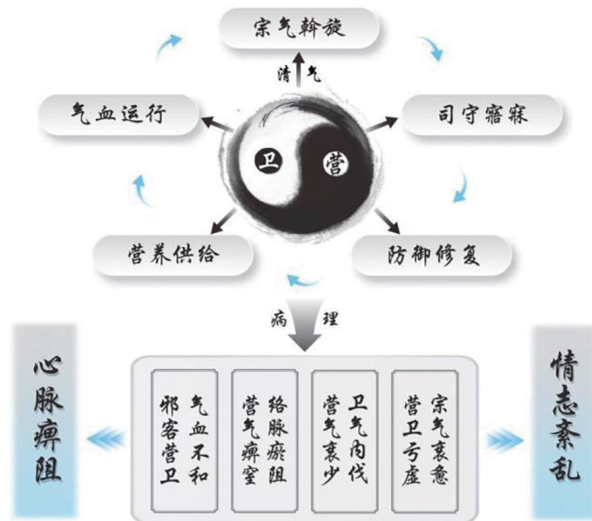 宗气斡旋
清气
气血运行
司守寤寐
卫
营
营养供给
防御修复
病理
心脉痹阻
邪客营卫
气血不和
营气痹窒
络脉瘀阻
营气衰少
卫气内伐
营卫亏虚
宗气衰惫
情志紊乱